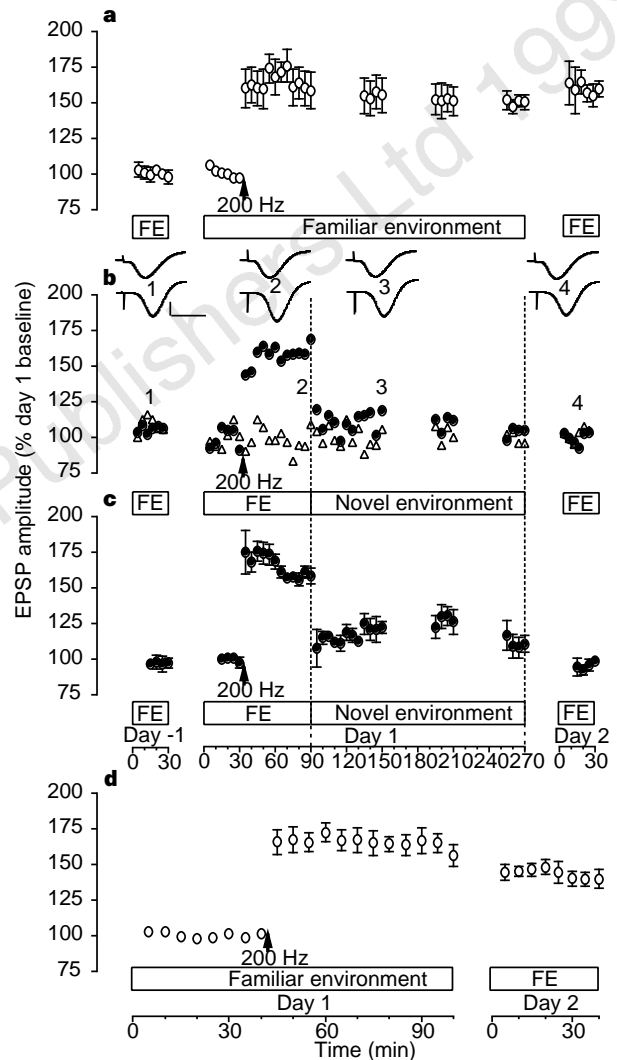 Publishers Ltd 199
EPSP amplitude (% day 1 baseline)
a
200
175
150
125
100
75
200 Hz
FE
Familiar environment
FE
b
1
2
3
4
200
175
150
125
100
75
1
2
3
4
200 Hz
FE
FE
Novel environment
c
200
175
150
125
100
75
200 Hz
FE
FE
Novel environment
FE
Day -1
Day 1
Day 2
0 30
0 30 60 90 120 150 180 210 240 270
0 30
d
200
175
150
125
100
75
200 Hz
Familiar environment
FE
Day 1
Day 2
0 30 60 90
0 30
Time (min)